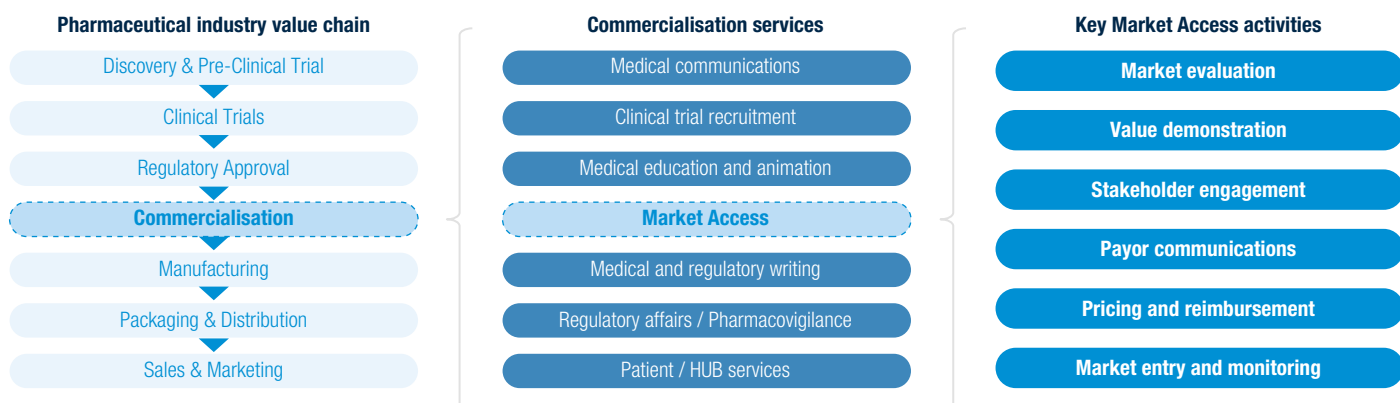 Pharmaceutical industry value chain
Discovery & Pre-Clinical Trial
Clinical Trials
Regulatory Approval
Commercialisation
Manufacturing
Packaging & Distribution
Sales & Marketing
Commercialisation services
Medical communications
Clinical trial recruitment
Medical education and animation
Market Access
Medical and regulatory writing
Regulatory affairs / Pharmacovigilance
Patient / HUB services
Key Market Access activities
Market evaluation
Value demonstration
Stakeholder engagement
Payor communications
Pricing and reimbursement
Market entry and monitoring